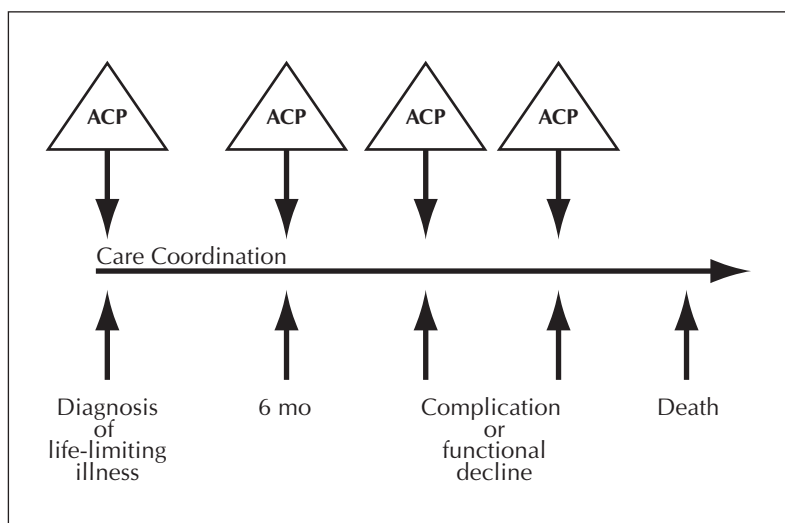 ACP ACP ACP ACP
Care Coordination
Diagnosis
of
life-limiting
illness
6 mo
Complication
or
functional
decline
Death